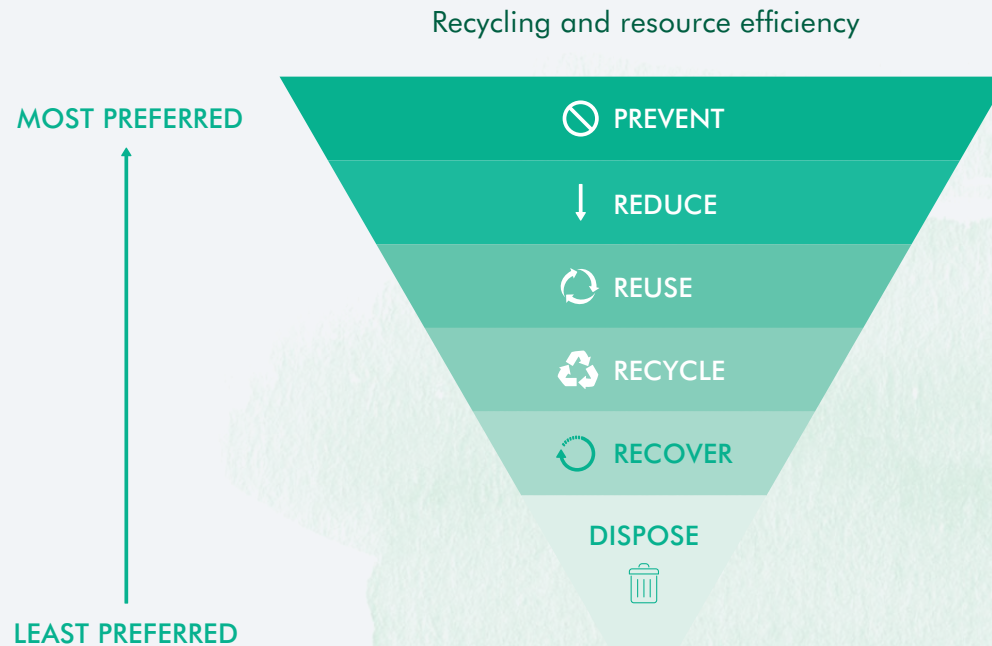 Recycling and resource efficiency
MOST PREFERRED
PREVENT
REDUCE
REUSE
RECYCLE
RECOVER
DISPOSE
LEAST PREFERRED